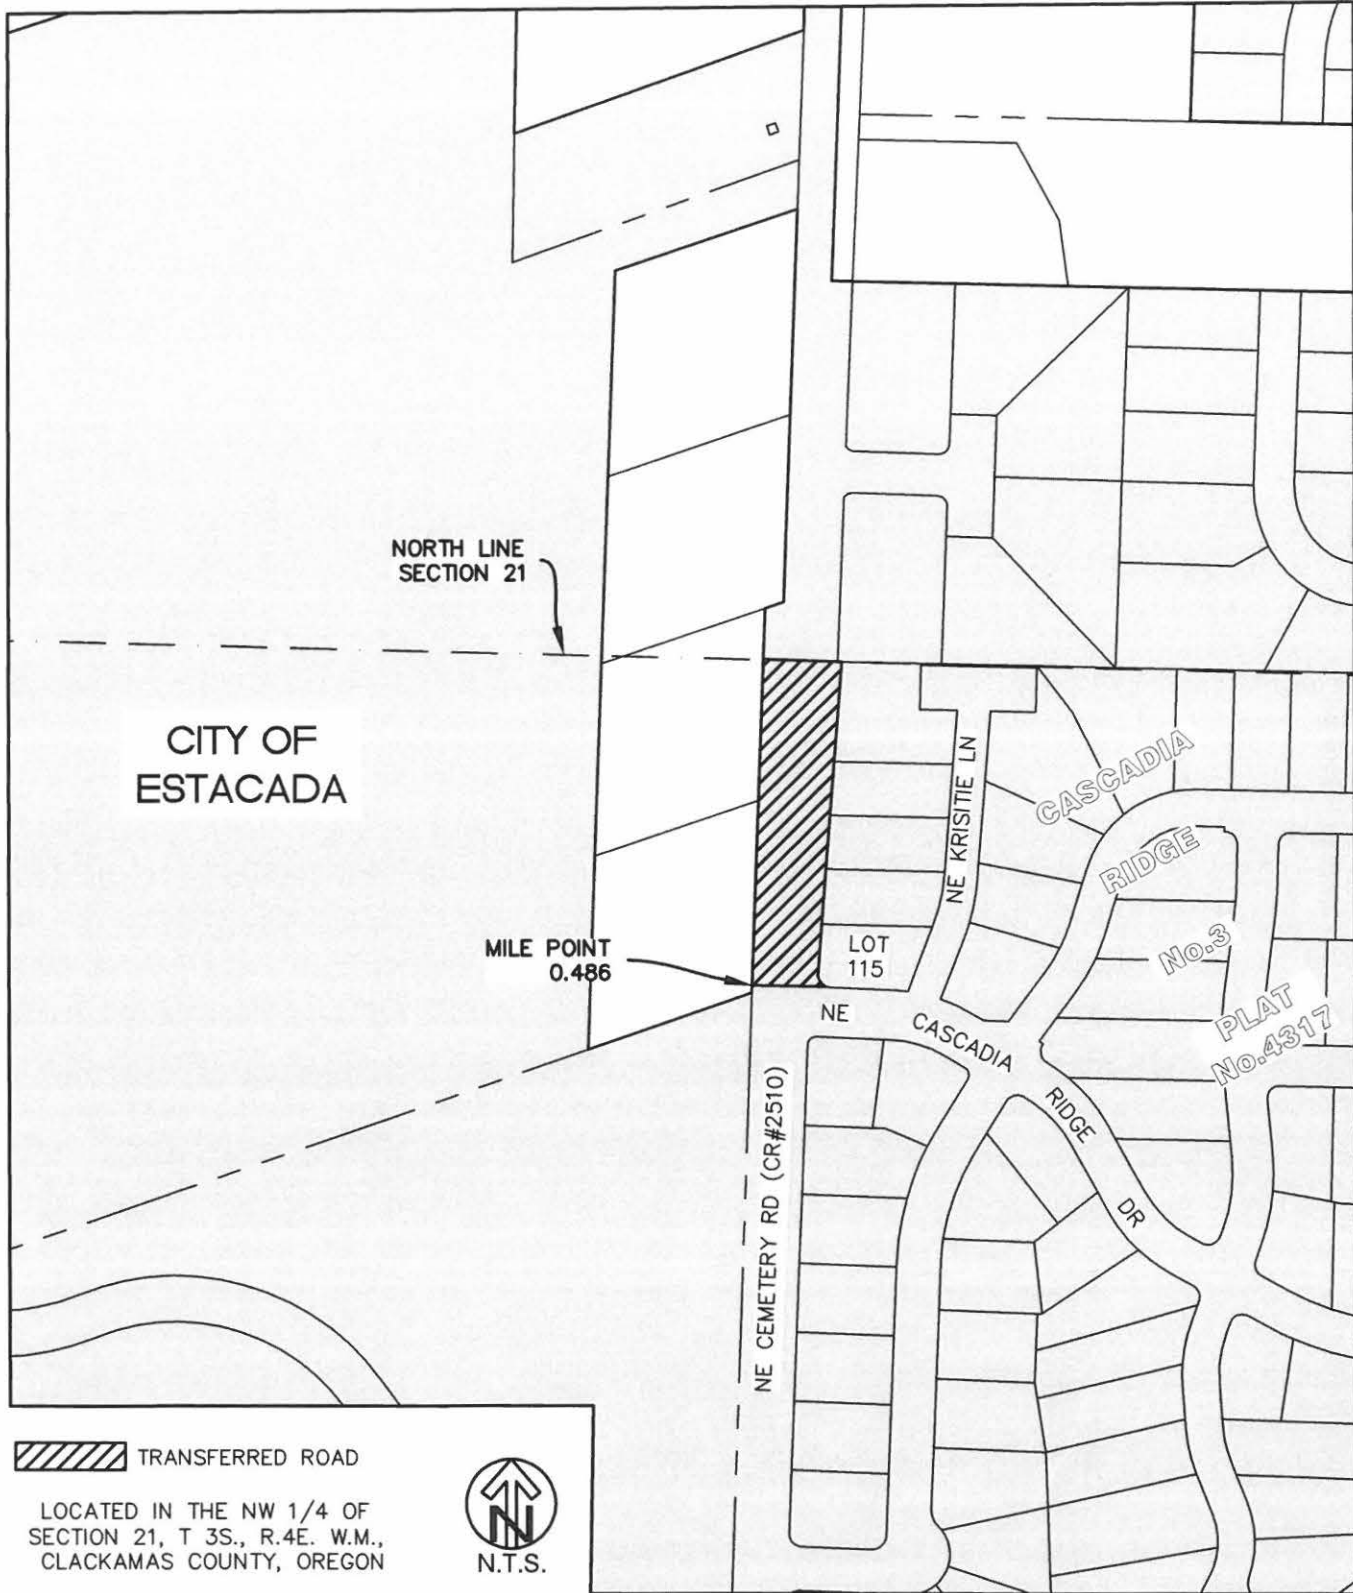 NORTH LINE
SECTION 21
CITY OF
ESTACADA
NE KRISTIE LN
CASCADIA
RIDGE
No.3
PLAT
No.4317
MILE POINT
0.486
LOT
115
NE CASCADIA RIDGE DR
NE CEMETERY RD (CR#2510)
TRANSFERRED ROAD
LOCATED IN THE NW 1/4 OF
SECTION 21, T 3S., R.4E. W.M.,
CLACKAMAS COUNTY, OREGON
N
N.T.S.